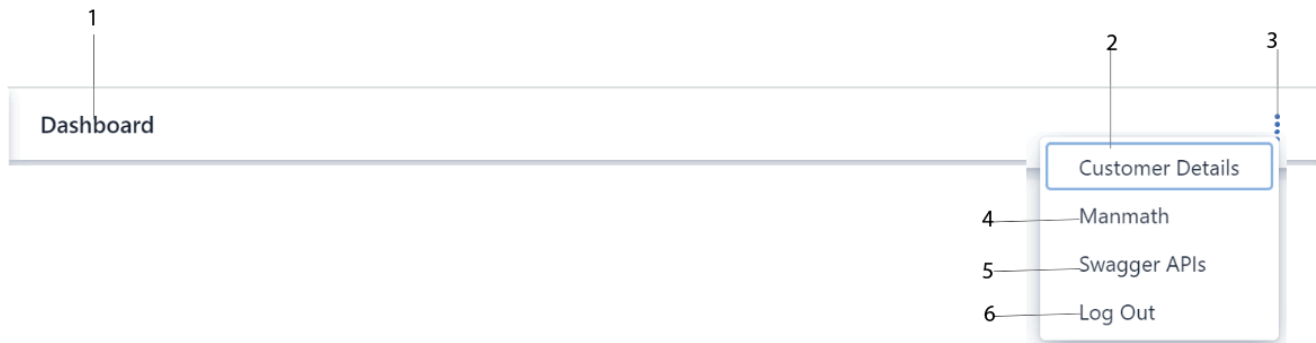 1
2
3
Dashboard
Customer Details
4 Manmath
5 Swagger APIs
6 Log Out